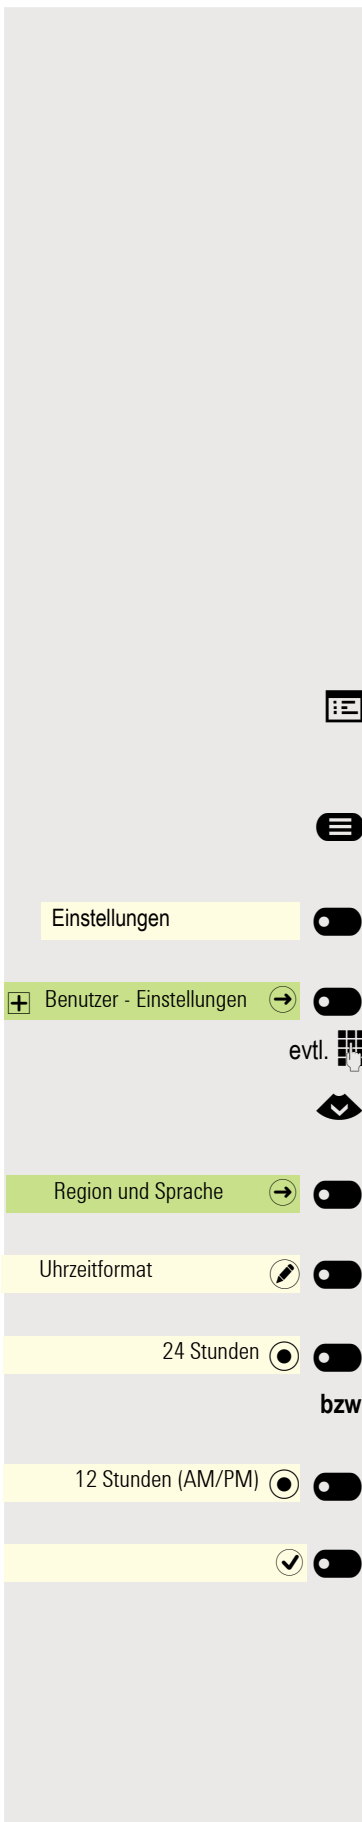 Einstellungen
Benutzer - Einstellungen
evtl.
Region und Sprache
Uhrzeitformat
24 Stunden
bzw
12 Stunden (AM/PM)